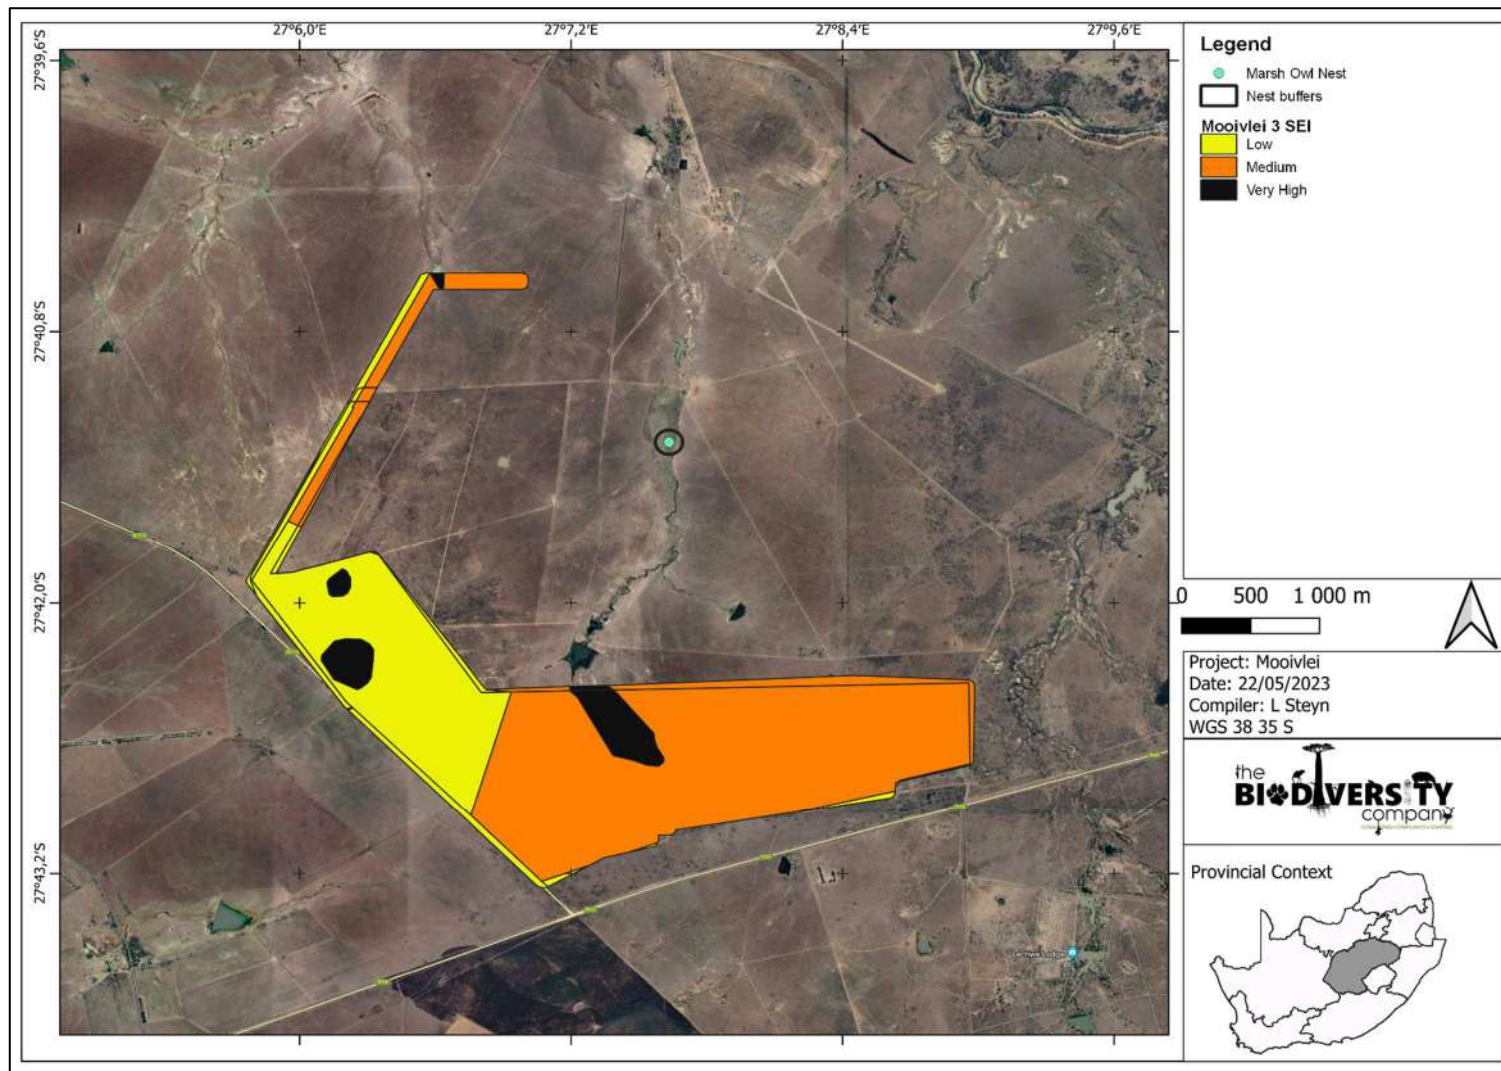 27°6,0'E
27°7,2'E
27°8,4'E
27°9,6'E
27°39,6'S
27°40,8'S
27°42,0'S
27°43,2'S
Legend
Marsh Owl Nest
Nest buffers
Mooivlei 3 SEI
Low
Medium
Very High
0 500 1 000 m
Project: Mooivlei
Date: 22/05/2023
Compiler: L Steyn
WGS 38 35 S
the
BIODIVERSITY
company
Provincial Context
Lechwe Lodge